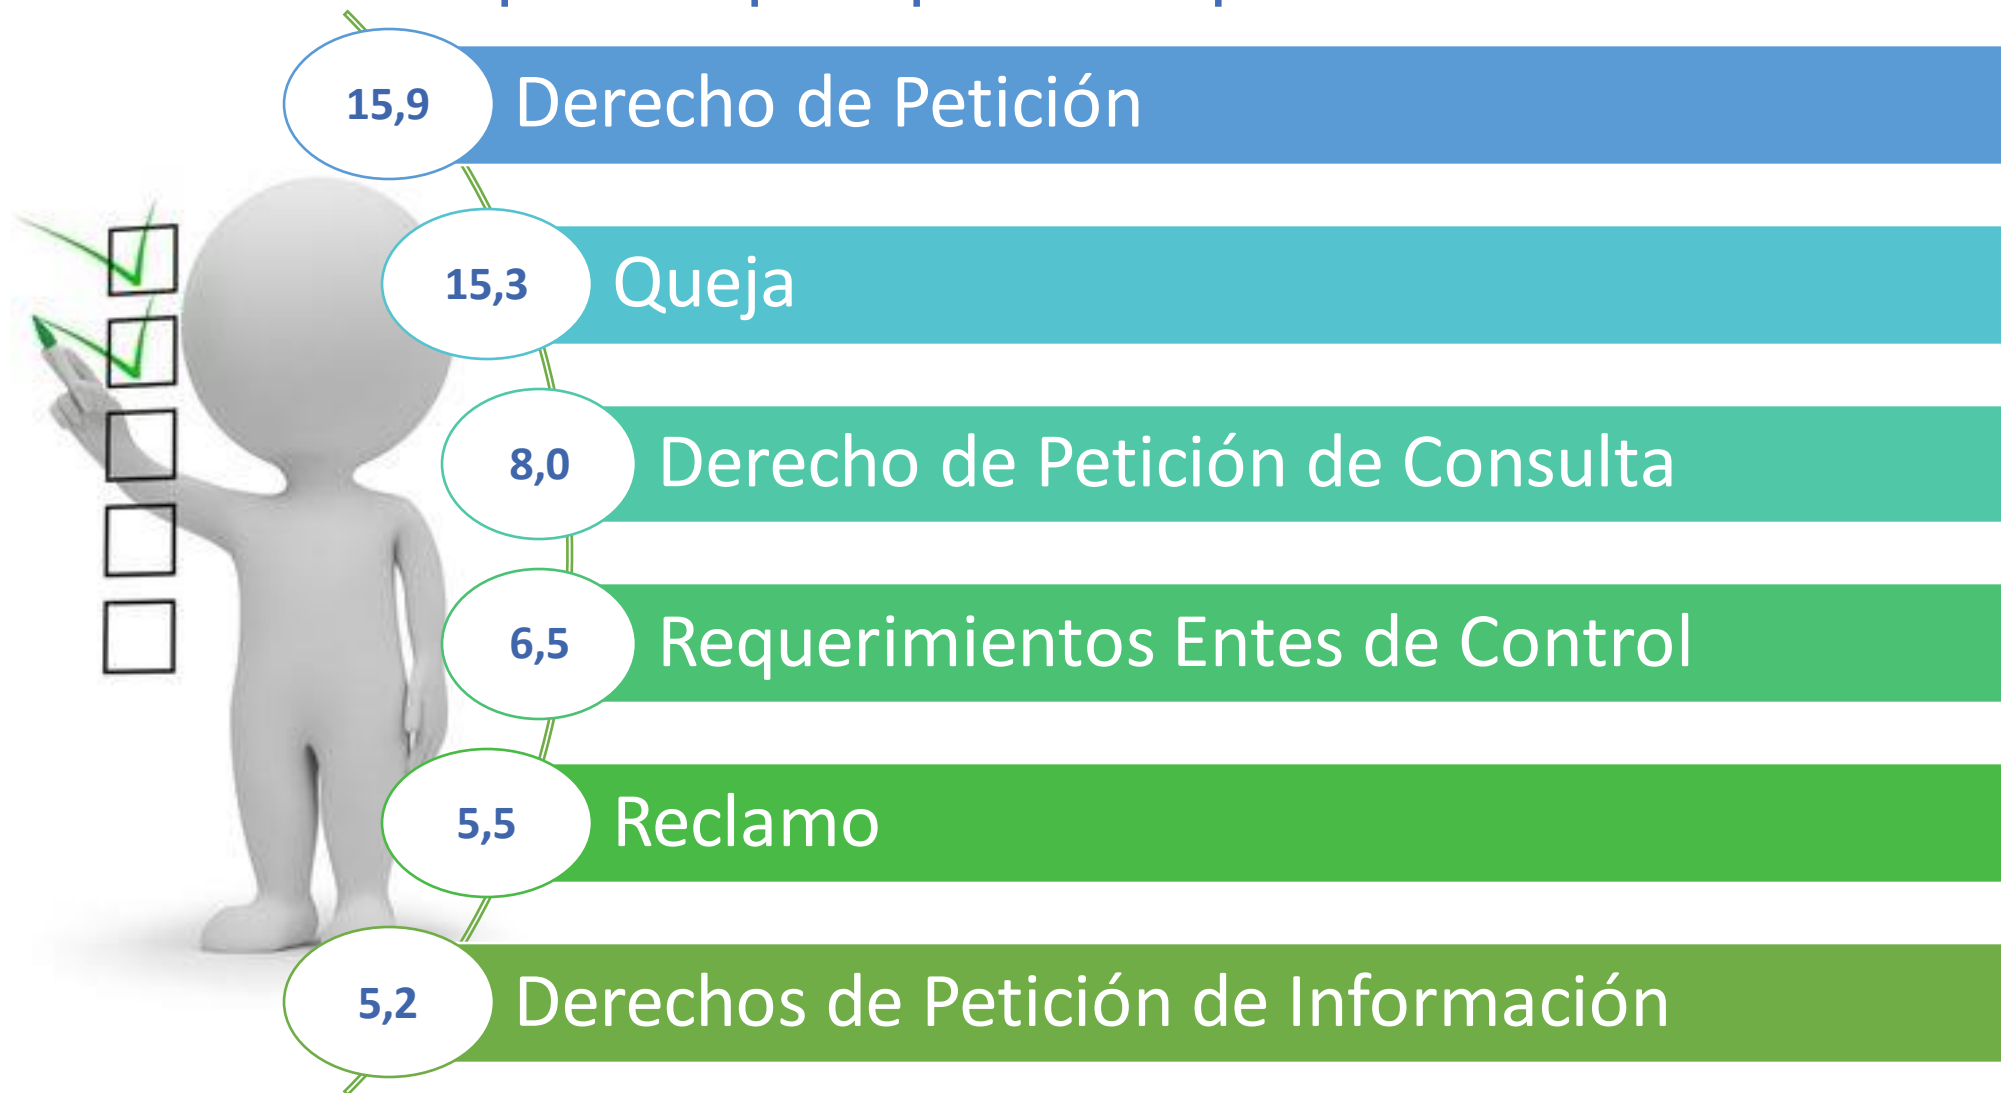 15,9 Derecho de Petición
15,3 Queja
8,0 Derecho de Petición de Consulta
6,5 Requerimientos Entes de Control
5,5 Reclamo
5,2 Derechos de Petición de Información